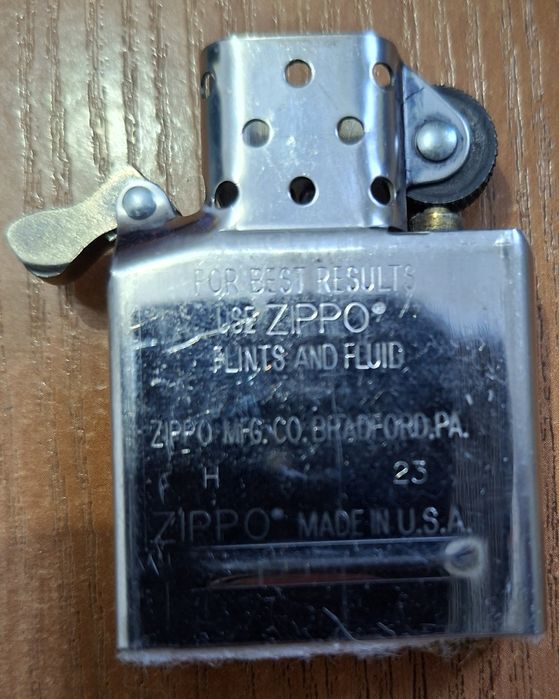 FOR BEST RESULTS
USE ZIPPO®
FLINTS AND FLUID
ZIPPO MFG. CO. BRADFORD, PA.
H 23
ZIPPO® MADE IN U.S.A.